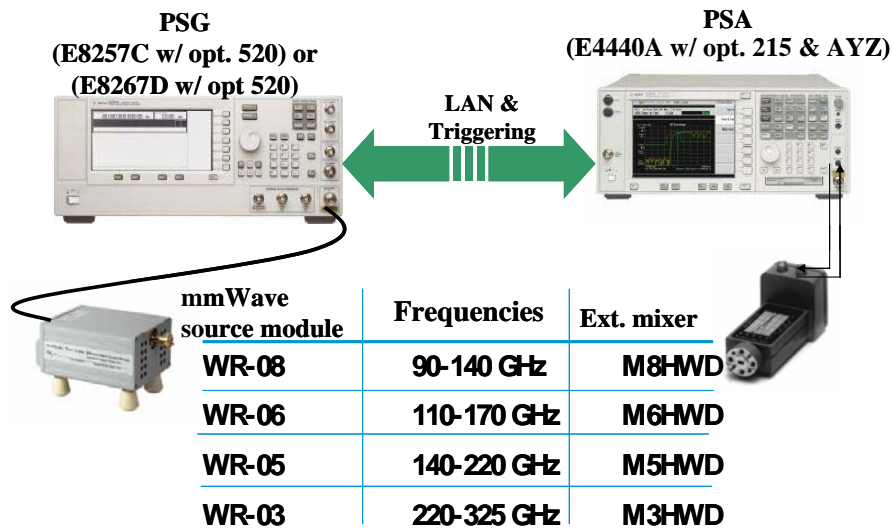 PSG
(E8257C w/ opt. 520) or
(E8267D w/ opt 520)
PSA
(E4440A w/ opt. 215 & AYZ)
LAN &
Triggering
mmWave
source module
Frequencies
Ext. mixer
WR-08 90-140 GHz M8HWD
WR-06 110-170 GHz M6HWD
WR-05 140-220 GHz M5HWD
WR-03 220-325 GHz M3HWD